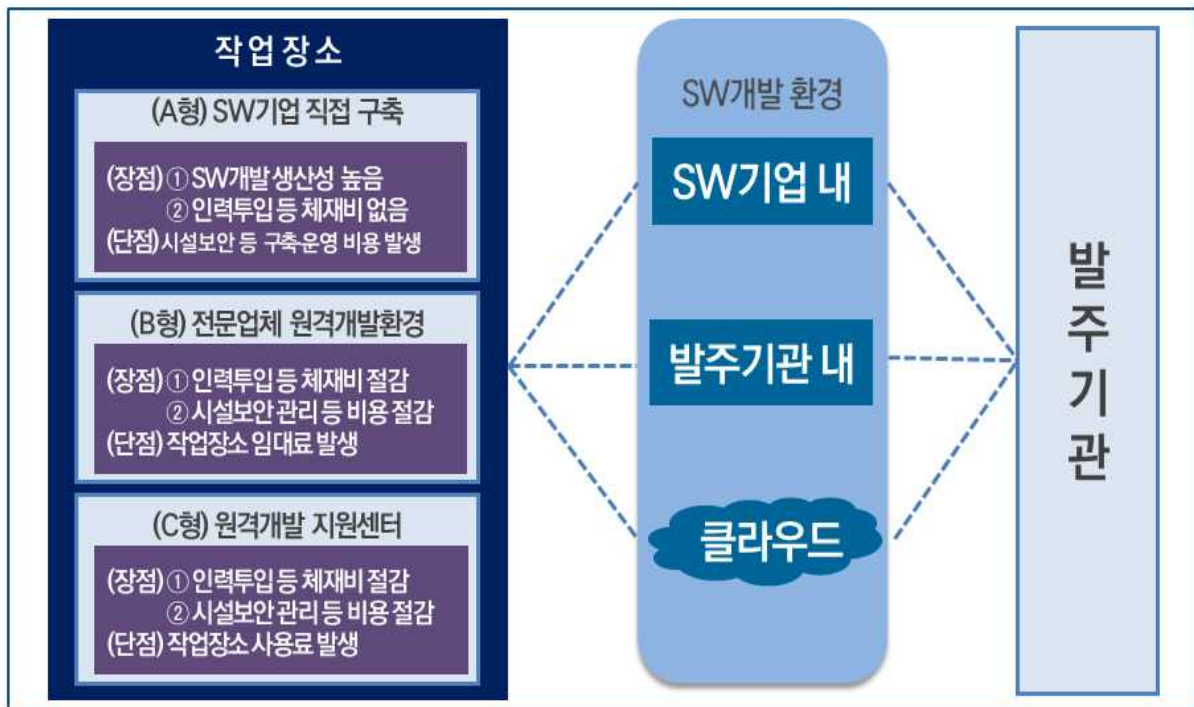 작업장소
(A형) SW기업 직접 구축
(장점) ① SW개발 생산성 높음
② 인력투입 등 체재비 없음
(단점) 시설보안 등 구축·운영 비용 발생
(B형) 전문업체 원격개발환경
(장점) ① 인력투입 등 체재비 절감
② 시설보안 관리 등 비용 절감
(단점) 작업장소 임대료 발생
(C형) 원격개발 지원센터
(장점) ① 인력투입 등 체재비 절감
② 시설보안 관리 등 비용 절감
(단점) 작업장소 사용료 발생
SW개발 환경
SW기업 내
발주기관 내
클라우드
발주기관